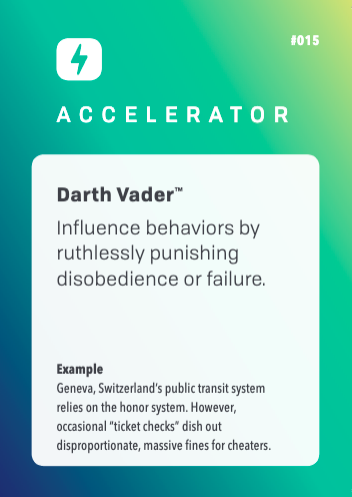 #015
ACCELERATOR
Darth Vader™
Influence behaviors by
ruthlessly punishing
disobedience or failure.
Example
Geneva, Switzerland's public transit system
relies on the honor system. However,
occasional "ticket checks" dish out
disproportionate, massive fines for cheaters.